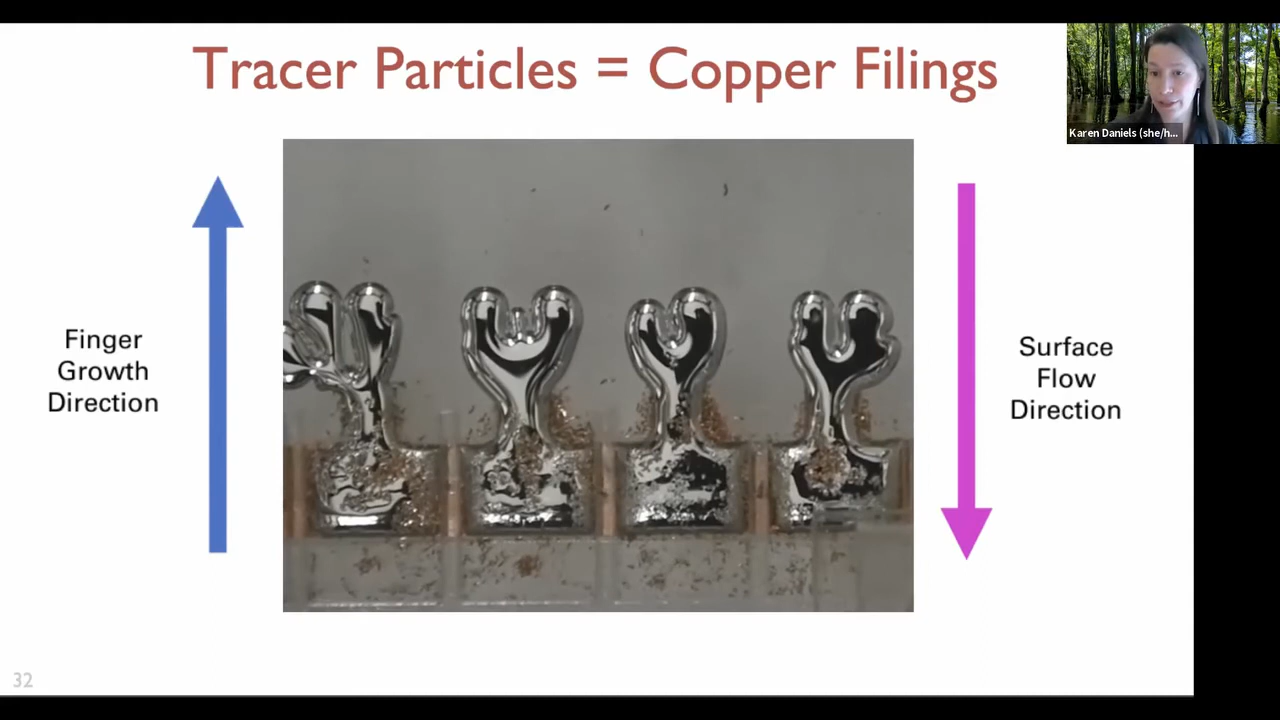 Tracer Particles = Copper Filings
Karen Daniels (she/h...
Finger
Growth
Direction
Surface
Flow
Direction
32